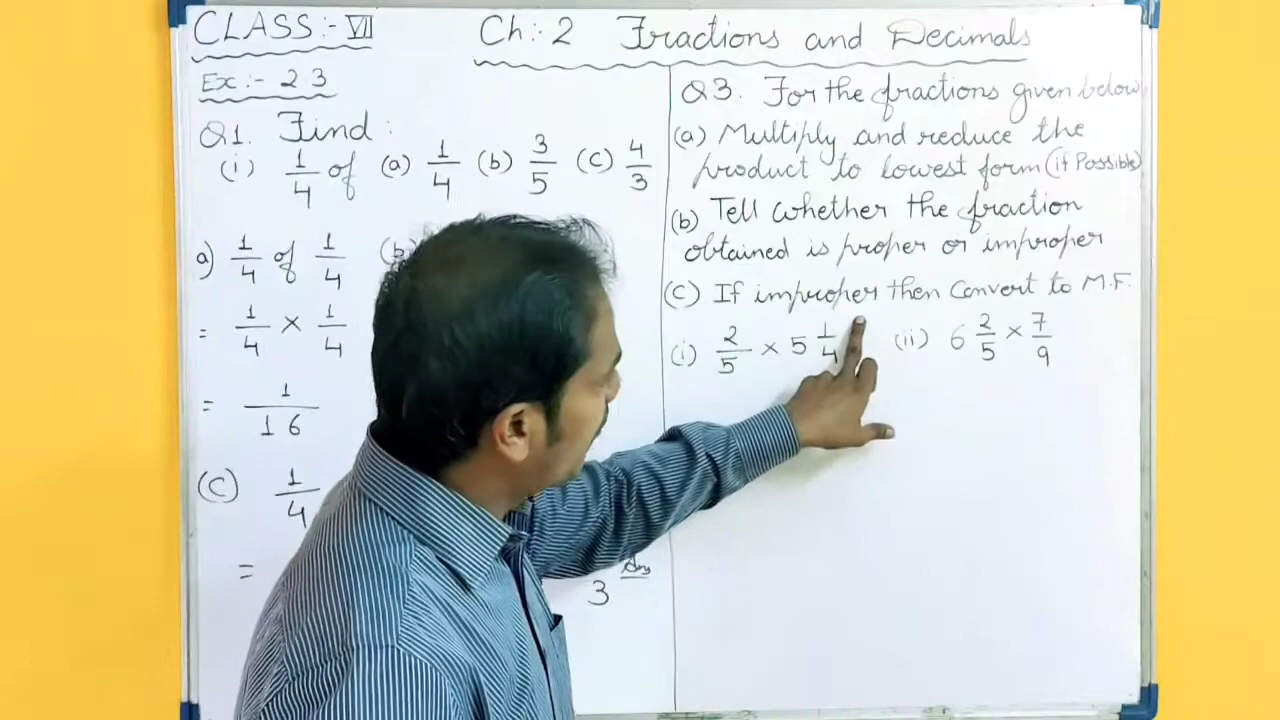 CLASS:- VII
Ch:- 2 Fractions and Decimals
Ex:- 2.3
Q1. Find :
(i) 1/4 of (a) 1/4 (b) 3/5 (c) 4/3
a) 1/4 of 1/4 (b)
= 1/4 × 1/4
= 1/16
(C) 1/4
=
3 Ans
Q3. For the fractions given below
(a) Multiply and reduce the
product to lowest form (if Possible)
(b) Tell whether the fraction
obtained is proper or improper
(C) If improper then Convert to M.F.
(i) 2/5 × 5 1/4 (ii) 6 2/5 × 7/9